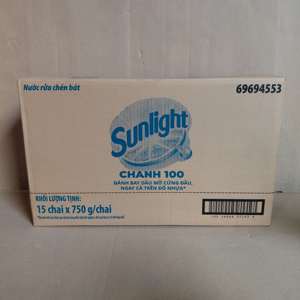 Nước rửa chén bát
69694553
Sunlight
CHANH 100
ĐÁNH BAY DẦU MỠ CỨNG ĐẦU,
NGAY CẢ TRÊN ĐỒ NHỰA*
KHỐI LƯỢNG TỊNH:
15 chai x 750 g/chai